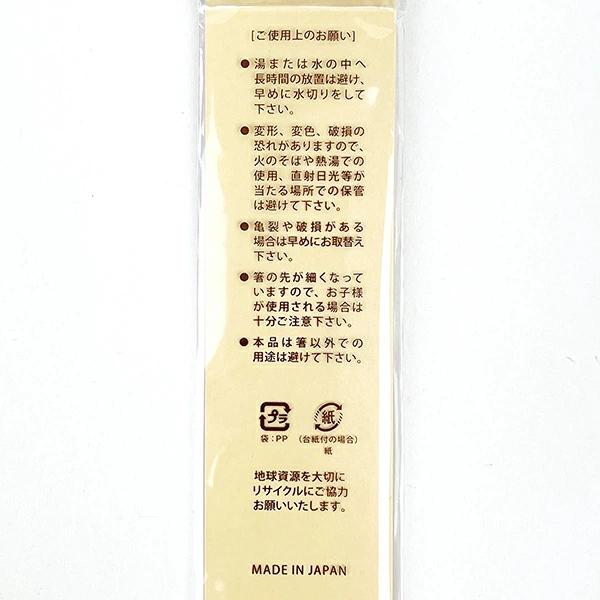 [ご使用上のお願い]
●湯または水の中へ
長時間の放置は避け、
早めに水切りをして
下さい。
●変形、変色、破損の
恐れがありますので、
火のそばや熱湯での
使用、直射日光等が
当たる場所での保管
は避けて下さい。
●亀裂や破損がある
場合は早めにお取替え
下さい。
●箸の先が細くなって
いますので、お子様
が使用される場合は
十分ご注意下さい。
●本品は箸以外での
用途は避けて下さい。
プラ 紙
袋:PP (台紙付の場合)
紙
地球資源を大切に
リサイクルにご協力
お願いいたします。
MADE IN JAPAN